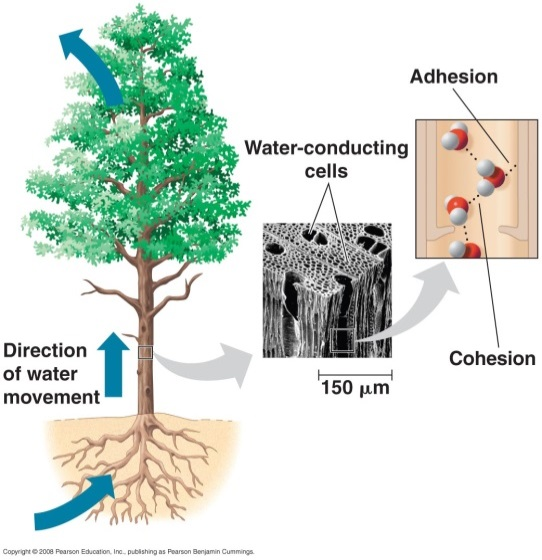 Adhesion
Water-conducting
cells
Direction
of water
movement
Cohesion
150 µm
Copyright © 2008 Pearson Education, Inc., publishing as Pearson Benjamin Cummings.